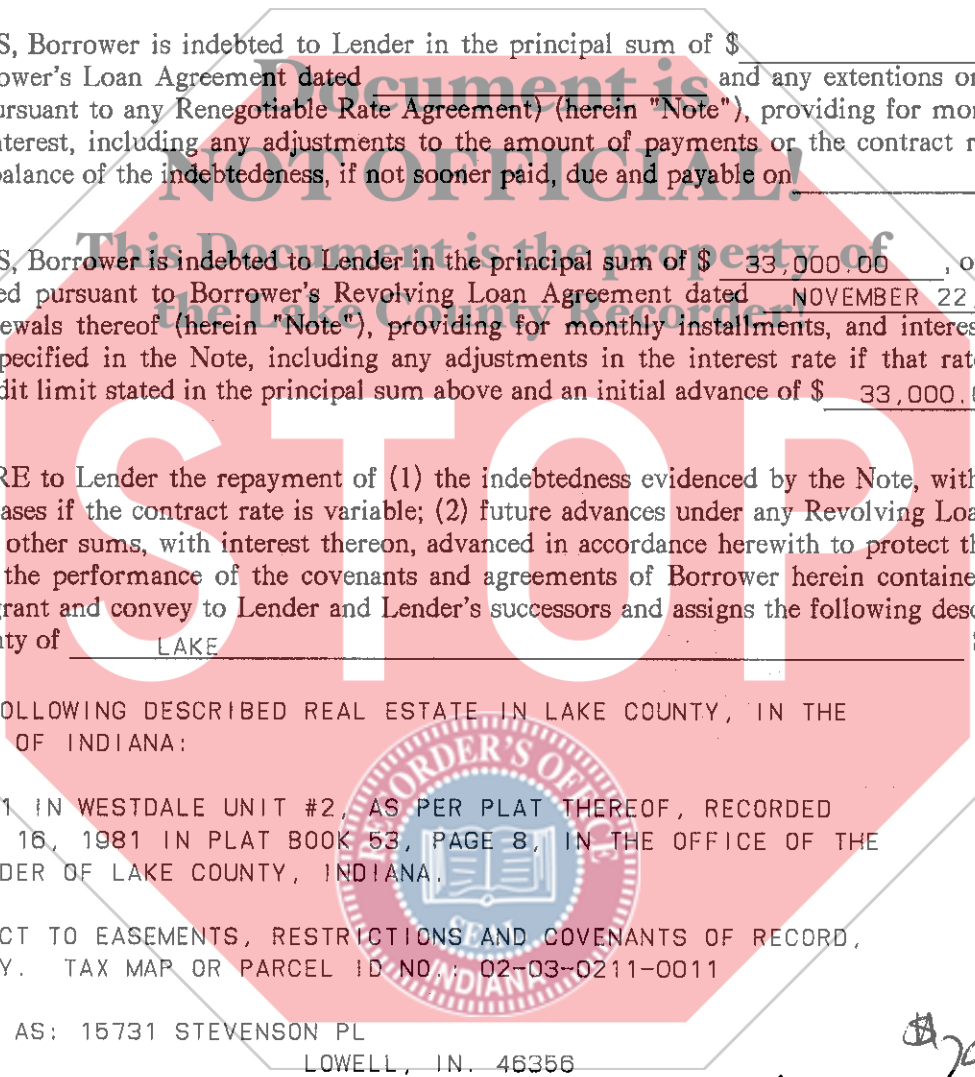 S, Borrower is indebted to Lender in the principal sum of $
ower's Loan Agreement dated and any extentions or
ursuant to any Renegotiable Rate Agreement) (herein "Note"), providing for mon
nterest, including any adjustments to the amount of payments or the contract r
balance of the indebtedeness, if not sooner paid, due and payable on
Document is
NOT OFFICIAL!
This Document is the property of
the Lake County Recorder!
S, Borrower is indebted to Lender in the principal sum of $ 33,000.00 , o
ed pursuant to Borrower's Revolving Loan Agreement dated NOVEMBER 22
ewals thereof (herein "Note"), providing for monthly installments, and interes
pecified in the Note, including any adjustments in the interest rate if that rate
dit limit stated in the principal sum above and an initial advance of $ 33,000.
STOP
RE to Lender the repayment of (1) the indebtedness evidenced by the Note, with
ases if the contract rate is variable; (2) future advances under any Revolving Loa
other sums, with interest thereon, advanced in accordance herewith to protect th
the performance of the covenants and agreements of Borrower herein containe
grant and convey to Lender and Lender's successors and assigns the following desc
nty of LAKE
OLLOWING DESCRIBED REAL ESTATE IN LAKE COUNTY, IN THE
OF INDIANA:
1 IN WESTDALE UNIT #2, AS PER PLAT THEREOF, RECORDED
16, 1981 IN PLAT BOOK 53, PAGE 8, IN THE OFFICE OF THE
DER OF LAKE COUNTY, INDIANA.
RECORDER'S OFFICE
SEAL
INDIANA
CT TO EASEMENTS, RESTRICTIONS AND COVENANTS OF RECORD,
Y. TAX MAP OR PARCEL ID NO.: 02-03-0211-0011
AS: 15731 STEVENSON PL
LOWELL, IN. 46356